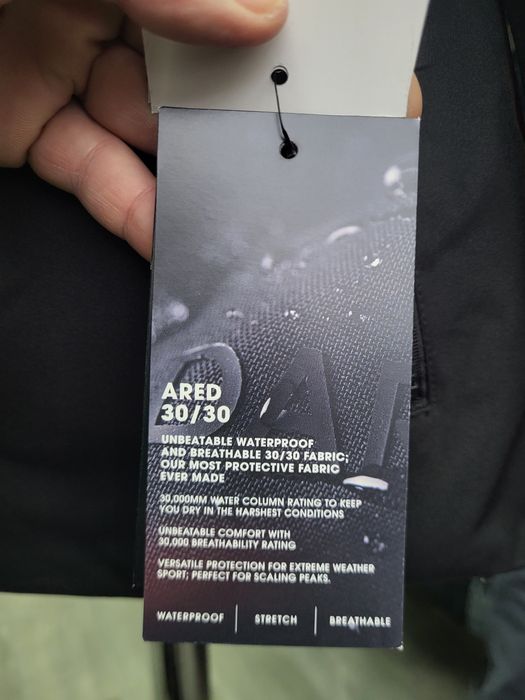 ARED
30/30
UNBEATABLE WATERPROOF
AND BREATHABLE 30/30 FABRIC;
OUR MOST PROTECTIVE FABRIC
EVER MADE
30,000MM WATER COLUMN RATING TO KEEP
YOU DRY IN THE HARSHEST CONDITIONS
UNBEATABLE COMFORT WITH
30,000 BREATHABILITY RATING
VERSATILE PROTECTION FOR EXTREME WEATHER
SPORT; PERFECT FOR SCALING PEAKS.
WATERPROOF | STRETCH | BREATHABLE